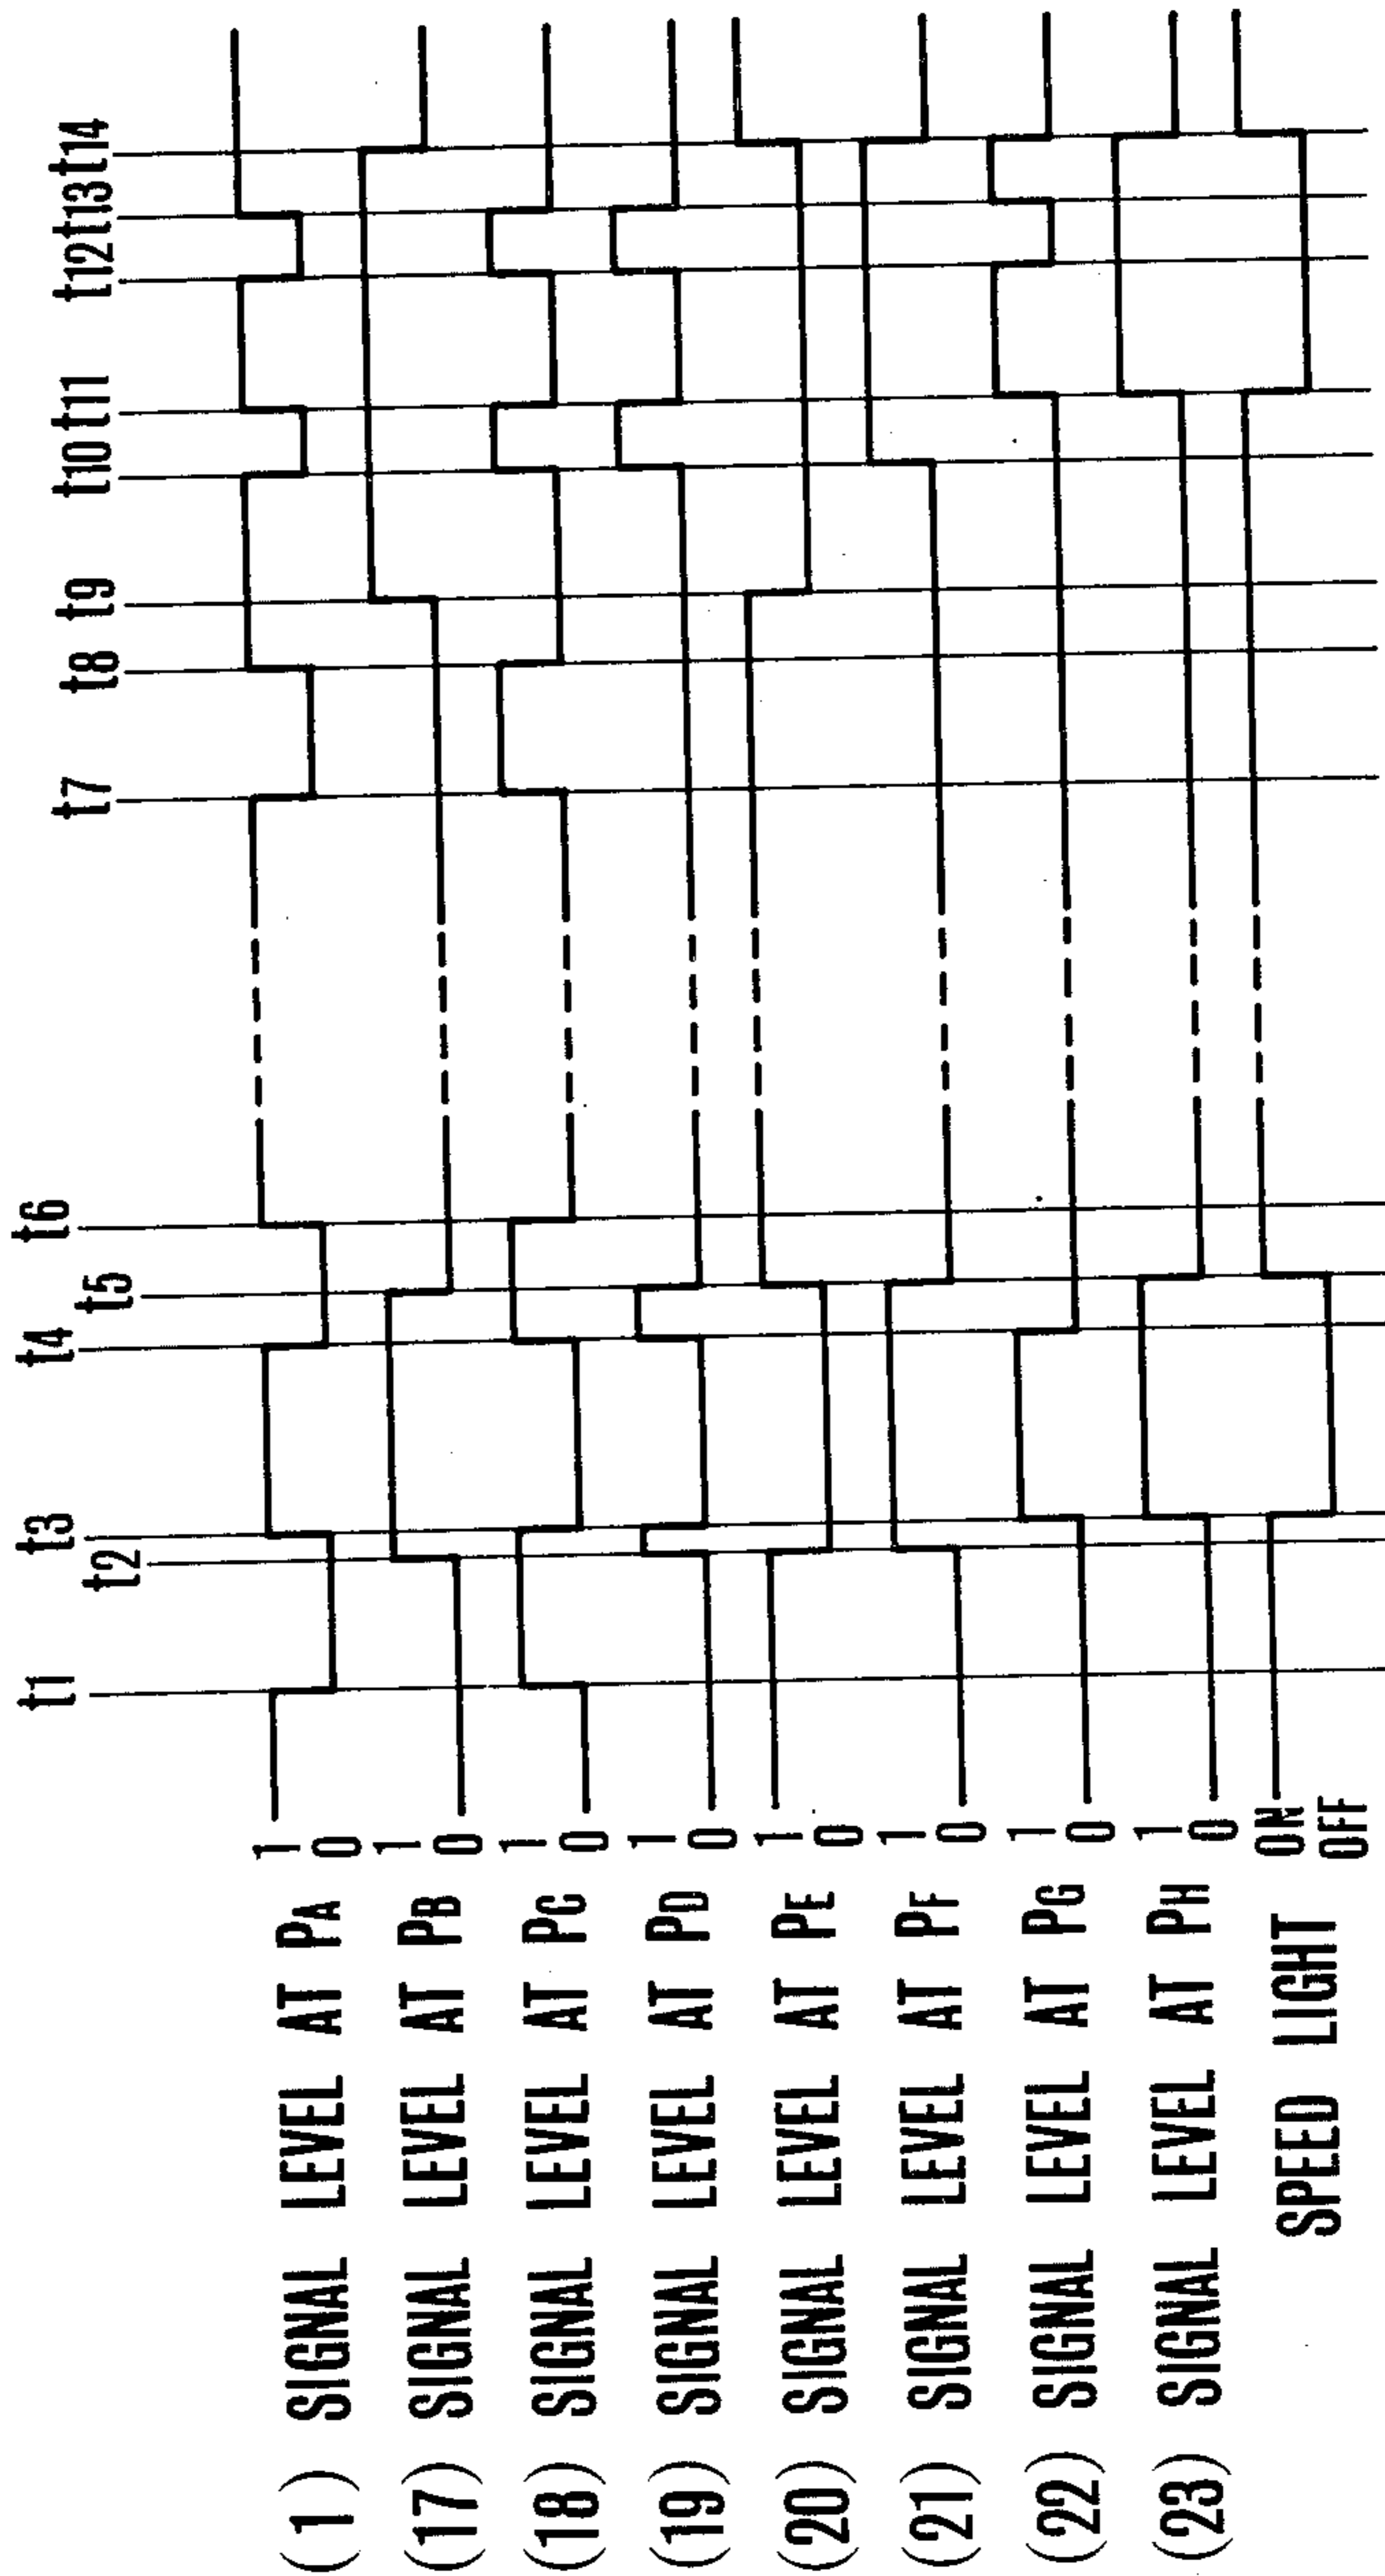 t1 t2 t3 t4 t5 t6 t7 t8 t9 t10 t11 t12 t13 t14
(1) SIGNAL LEVEL AT PA 1
0
(17) SIGNAL LEVEL AT PB 1
0
(18) SIGNAL LEVEL AT PC 1
0
(19) SIGNAL LEVEL AT PD 1
0
(20) SIGNAL LEVEL AT PE 1
0
(21) SIGNAL LEVEL AT PF 1
0
(22) SIGNAL LEVEL AT PG 1
0
(23) SIGNAL LEVEL AT PH 1
0
SPEED LIGHT ON
OFF